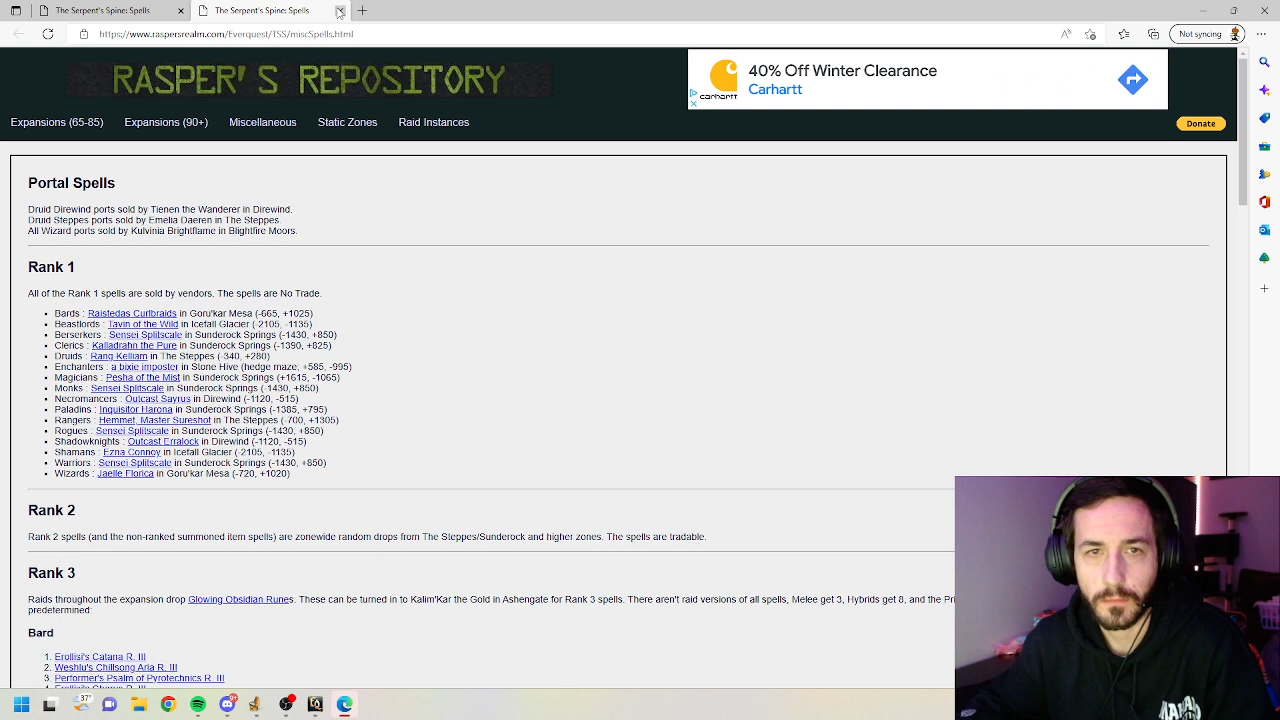 The Serpent's Spine: Spells
The Serpent's Spine: Spells
https://www.raspersrealm.com/Everquest/TSS/miscSpells.html
Not syncing
RASPER'S REPOSITORY
40% Off Winter Clearance
Carhartt
carhartt
Expansions (65-85)
Expansions (90+)
Miscellaneous
Static Zones
Raid Instances
Donate
Portal Spells
Druid Direwind ports sold by Tienen the Wanderer in Direwind.
Druid Steppes ports sold by Emelia Daeren in The Steppes.
All Wizard ports sold by Kulvinia Brightflame in Blightfire Moors.
Rank 1
All of the Rank 1 spells are sold by vendors. The spells are No Trade.
Bards : Raistedas Curlbraids in Goru'kar Mesa (-665, +1025)
Beastlords : Tavin of the Wild in Icefall Glacier (-2105, -1135)
Berserkers : Sensei Splitscale in Sunderock Springs (-1430, +850)
Clerics : Kalladrahn the Pure in Sunderock Springs (-1390, +825)
Druids : Rang Kelliam in The Steppes (-340, +280)
Enchanters : a bixie imposter in Stone Hive (hedge maze; +585, -995)
Magicians : Pesha of the Mist in Sunderock Springs (+1615, -1065)
Monks : Sensei Splitscale in Sunderock Springs (-1430, +850)
Necromancers : Outcast Sayrus in Direwind (-1120, -515)
Paladins : Inquisitor Harona in Sunderock Springs (-1385, +795)
Rangers : Hemmet, Master Sureshot in The Steppes (-700, +1305)
Rogues : Sensei Splitscale in Sunderock Springs (-1430, +850)
Shadowknights : Outcast Erralock in Direwind (-1120, -515)
Shamans : Ezna Connoy in Icefall Glacier (-2105, -1135)
Warriors : Sensei Splitscale in Sunderock Springs (-1430, +850)
Wizards : Jaelle Florica in Goru'kar Mesa (-720, +1020)
Rank 2
Rank 2 spells (and the non-ranked summoned item spells) are zonewide random drops from The Steppes/Sunderock and higher zones. The spells are tradable.
Rank 3
Raids throughout the expansion drop Glowing Obsidian Runes. These can be turned in to Kalim'Kar the Gold in Ashengate for Rank 3 spells. There aren't raid versions of all spells, Melee get 3, Hybrids get 8, and the Pri
predetermined:
Bard
1. Erollisi's Catana R. III
2. Weshlu's Chillsong Aria R. III
3. Performer's Psalm of Pyrotechnics R. III
37°